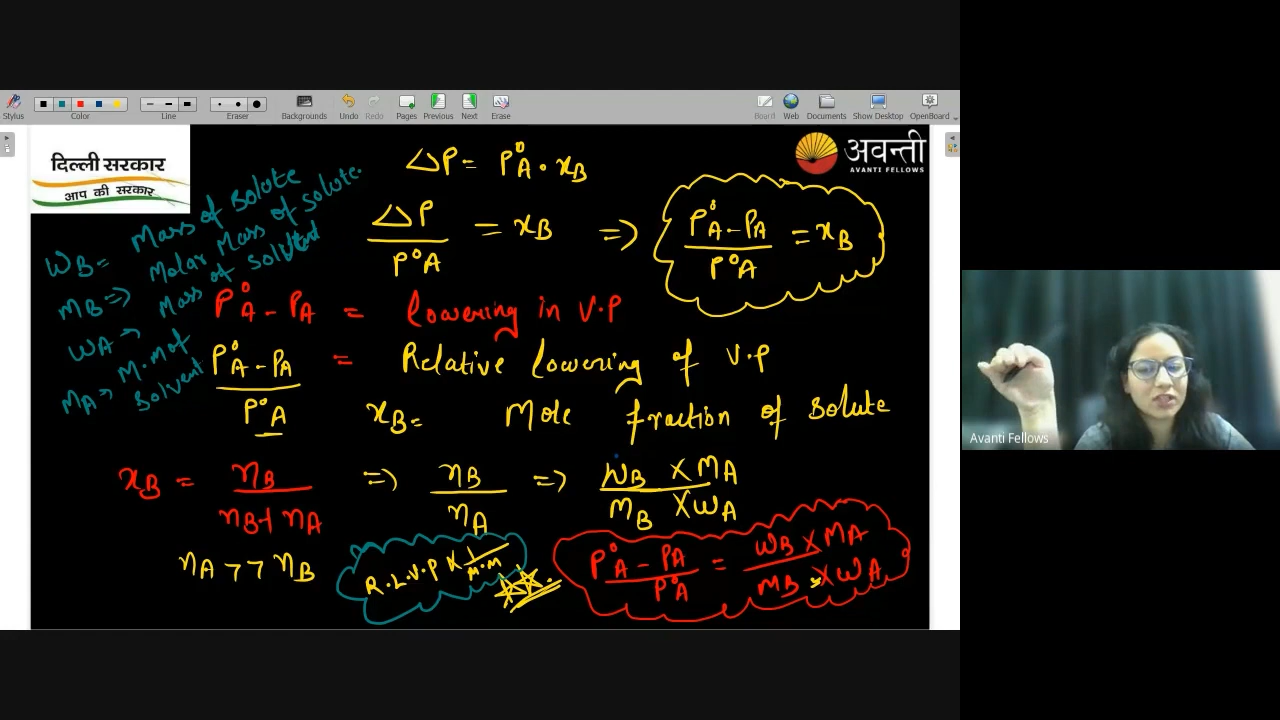 Stylus
Color
Line
Eraser
Backgrounds
Undo
Redo
Pages
Previous
Next
Erase
Board
Web
Documents
Show Desktop
OpenBoard
दिल्ली सरकार
आप की सरकार
अवन्ती
AVANTI FELLOWS
ΔP = P°A . xB
ΔP / P°A = xB => P°A - PA / P°A = xB
WB = Mass of solute
MB => Molar Mass of solute.
WA → Mass of solvent
MA → M.M of Solvent
P°A - PA = lowering in V.P
P°A - PA / P°A = Relative lowering of V.P
xB = Mole fraction of solute
xB = nB / nB + nA => nB / nA => WB × MA / MB × WA
nA >> nB
R.L.V.P ∝ 1 / M.M
P°A - PA / P°A = WB × MA / MB × WA
Avanti Fellows